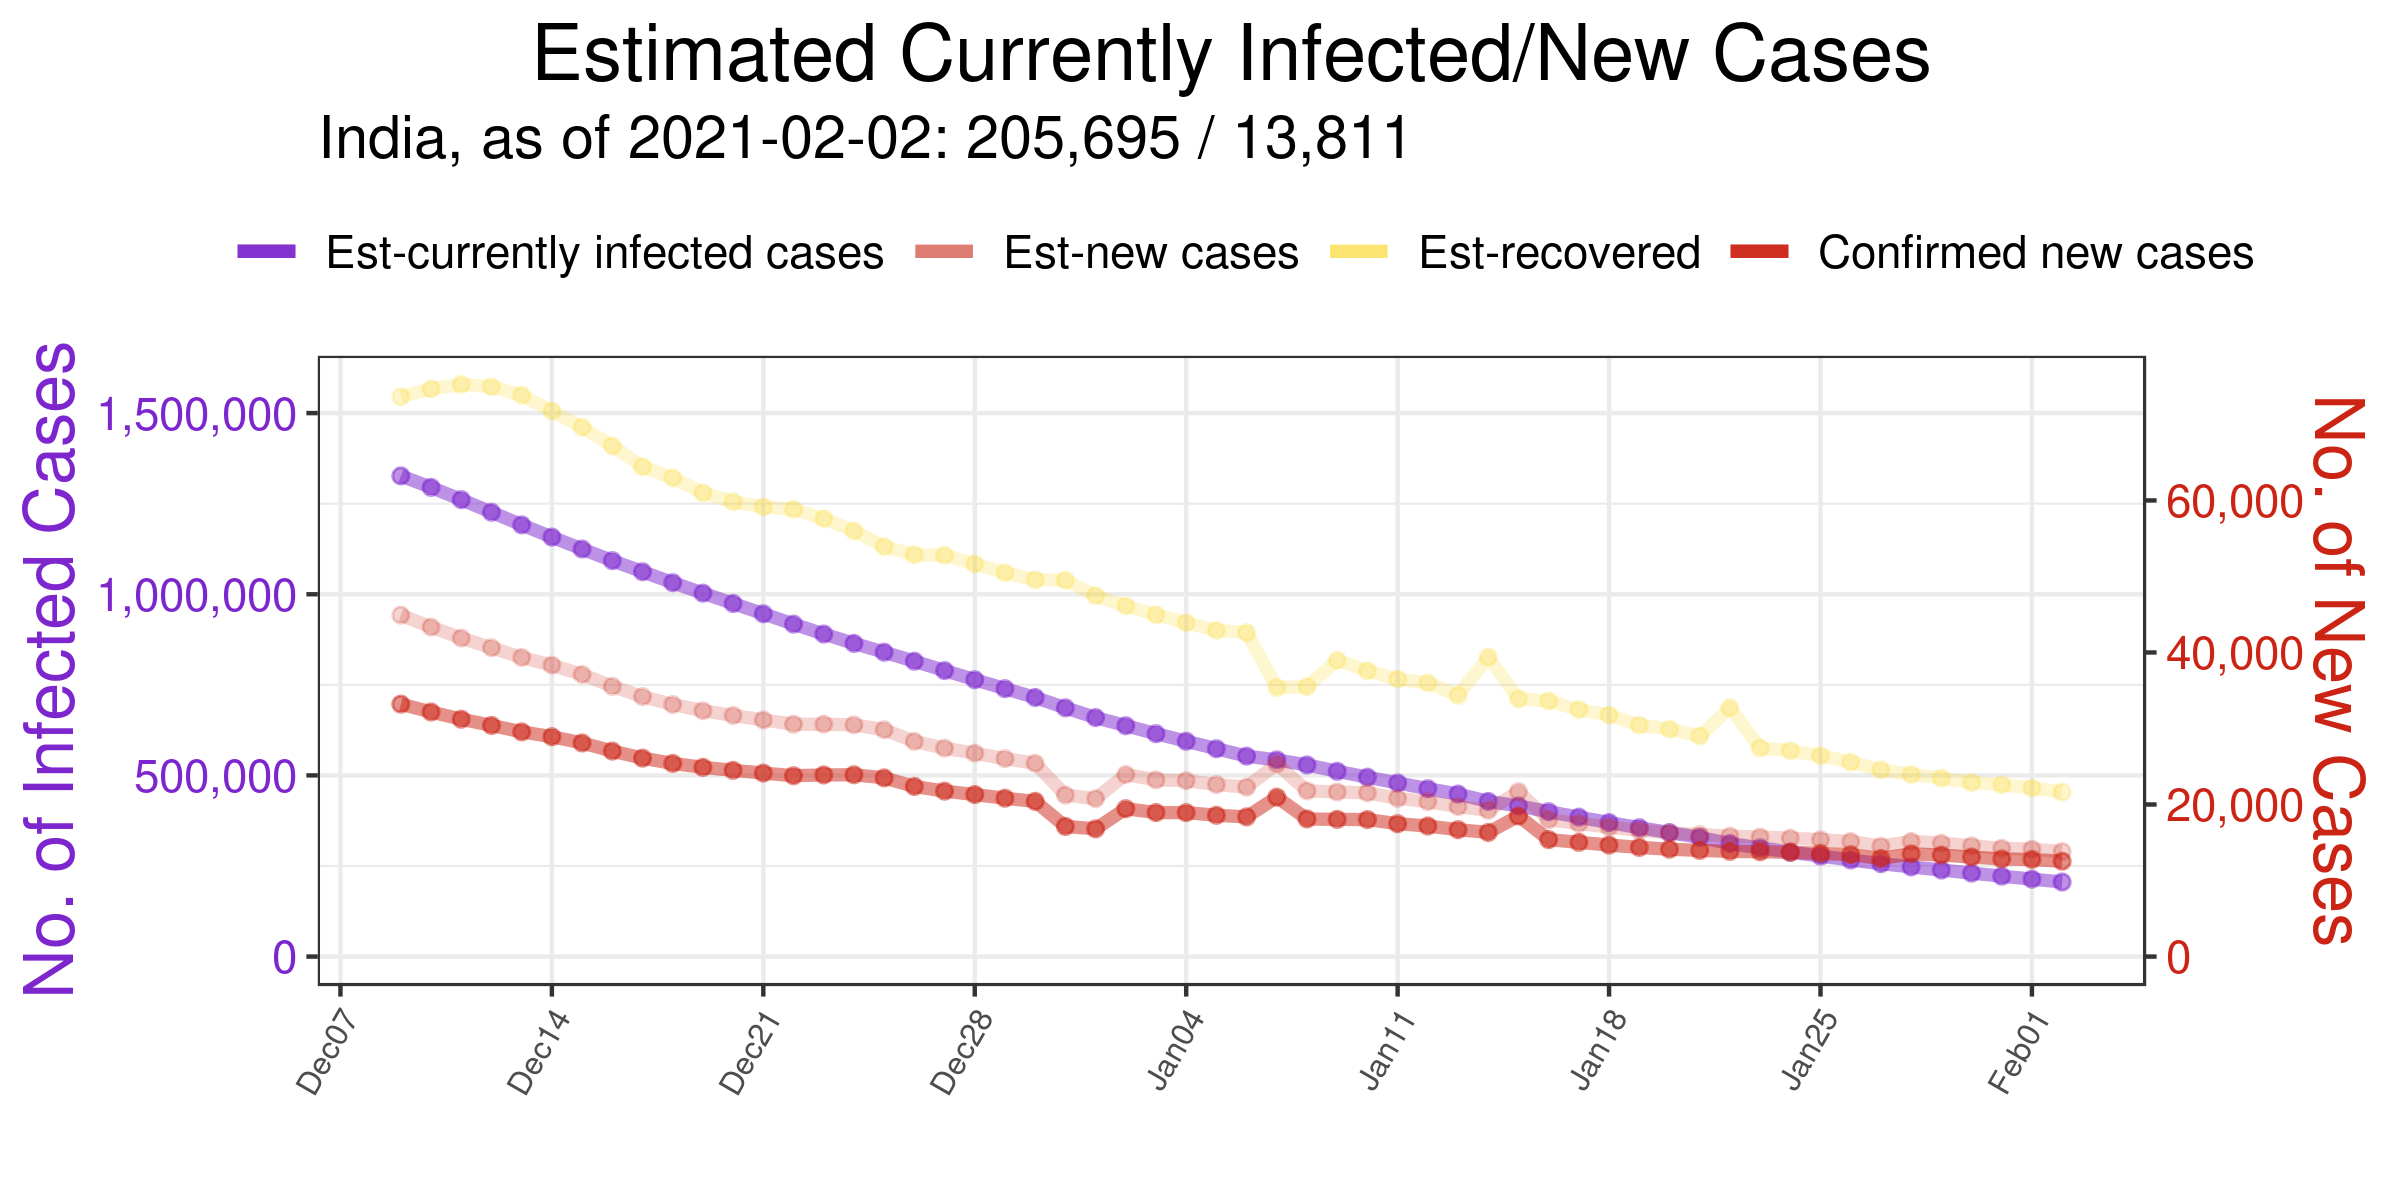 Estimated Currently Infected/New Cases
India, as of 2021-02-02: 205,695 / 13,811
Est-currently infected cases Est-new cases Est-recovered Confirmed new cases
No. of Infected Cases
1,500,000
1,000,000
500,000
0
60,000
40,000
20,000
0
No. of New Cases
Dec07 Dec14 Dec21 Dec28 Jan04 Jan11 Jan18 Jan25 Feb01